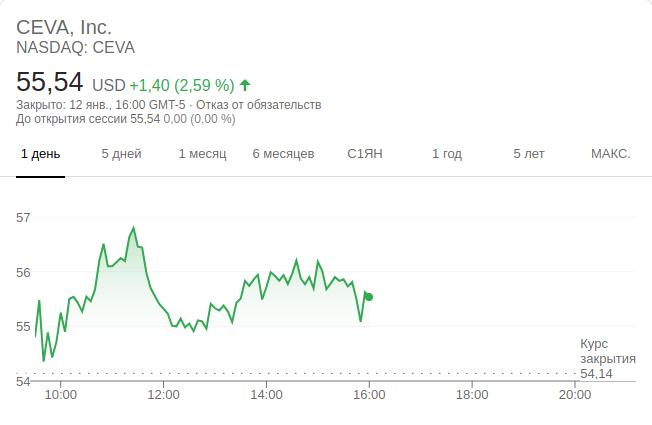 CEVA, Inc.
NASDAQ: CEVA
55,54 USD +1,40 (2,59 %)
Закрыто: 12 янв., 16:00 GMT-5 · Отказ от обязательств
До открытия сессии 55,54 0,00 (0,00 %)
1 день 5 дней 1 месяц 6 месяцев С1ЯН 1 год 5 лет МАКС.
57
56
55
54
Курс
закрытия
54,14
10:00 12:00 14:00 16:00 18:00 20:00